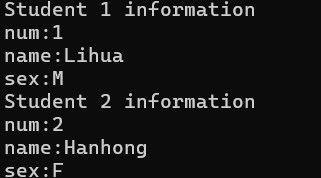 Student 1 information
num:1
name:Lihua
sex:M
Student 2 information
num:2
name:Hanhong
sex:F